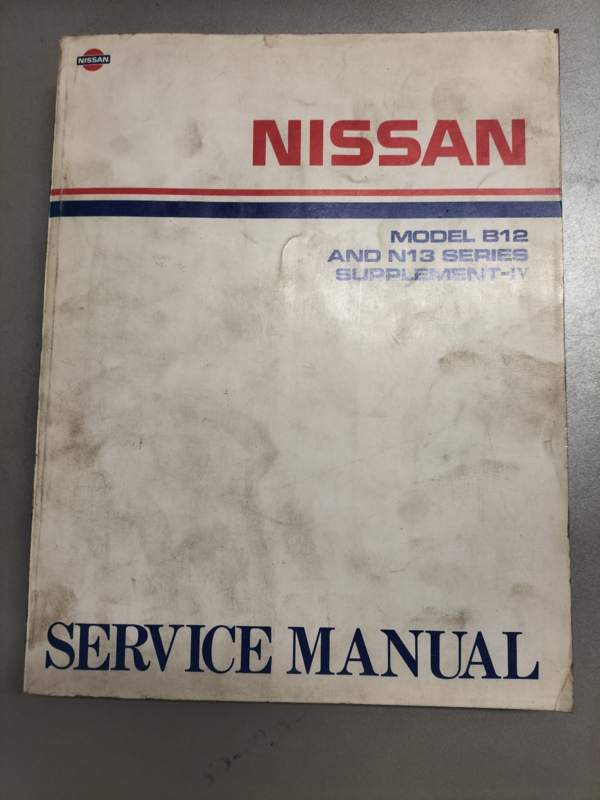 NISSAN
NISSAN
MODEL B12
AND N13 SERIES
SUPPLEMENT-IV
SERVICE MANUAL